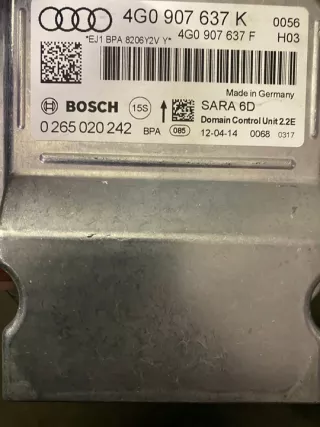 4G0 907 637 K 0056
*EJ1 BPA 8206Y2V Y* 4G0 907 637 F H03
Made in Germany
BOSCH 15S SARA 6D
Domain Control Unit 2.2E
0 265 020 242 BPA 085 12-04-14 0068 0317